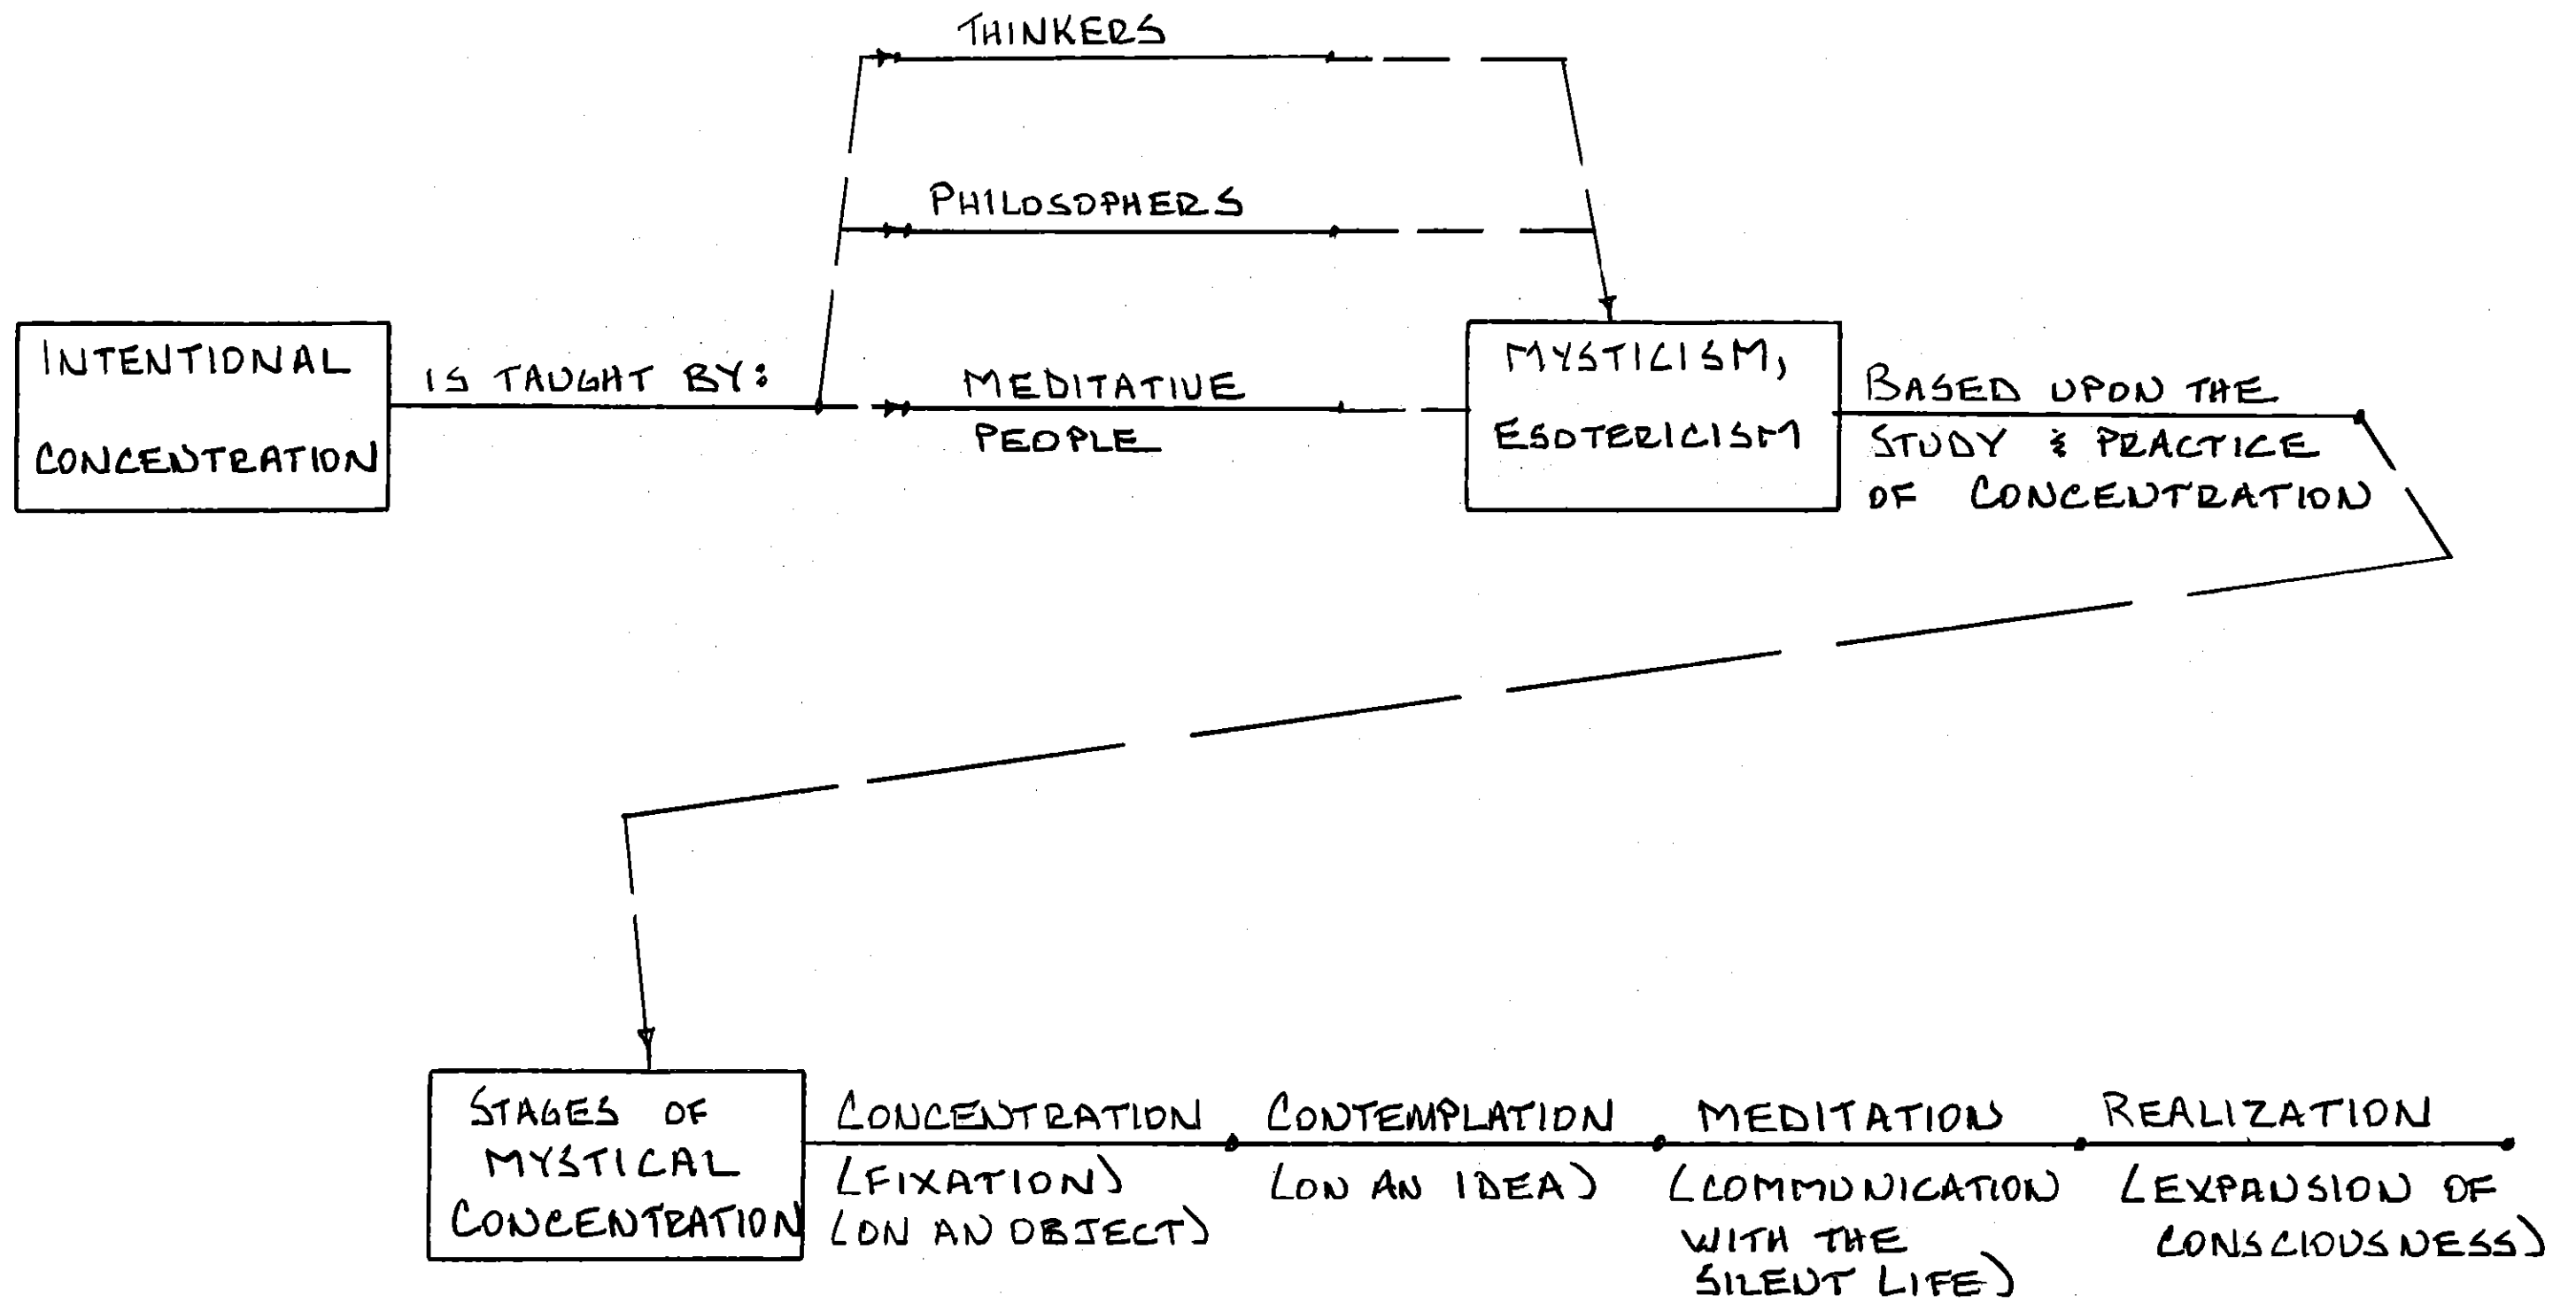 THINKERS
PHILOSOPHERS
INTENTIONAL
CONCENTRATION
IS TAUGHT BY:
MEDITATIVE
PEOPLE
MYSTICISM,
ESOTERICISM
BASED UPON THE
STUDY & PRACTICE
OF CONCENTRATION
STAGES OF
MYSTICAL
CONCENTRATION
CONCENTRATION
(FIXATION)
(ON AN OBJECT)
CONTEMPLATION
(ON AN IDEA)
MEDITATION
(COMMUNICATION
WITH THE
SILENT LIFE)
REALIZATION
(EXPANSION OF
CONSCIOUSNESS)